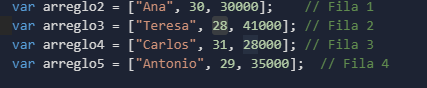 var arreglo2 = ["Ana", 30, 30000];    // Fila 1
var arreglo3 = ["Teresa", 28, 41000]; // Fila 2
var arreglo4 = ["Carlos", 31, 28000]; // Fila 3
var arreglo5 = ["Antonio", 29, 35000];  // Fila 4